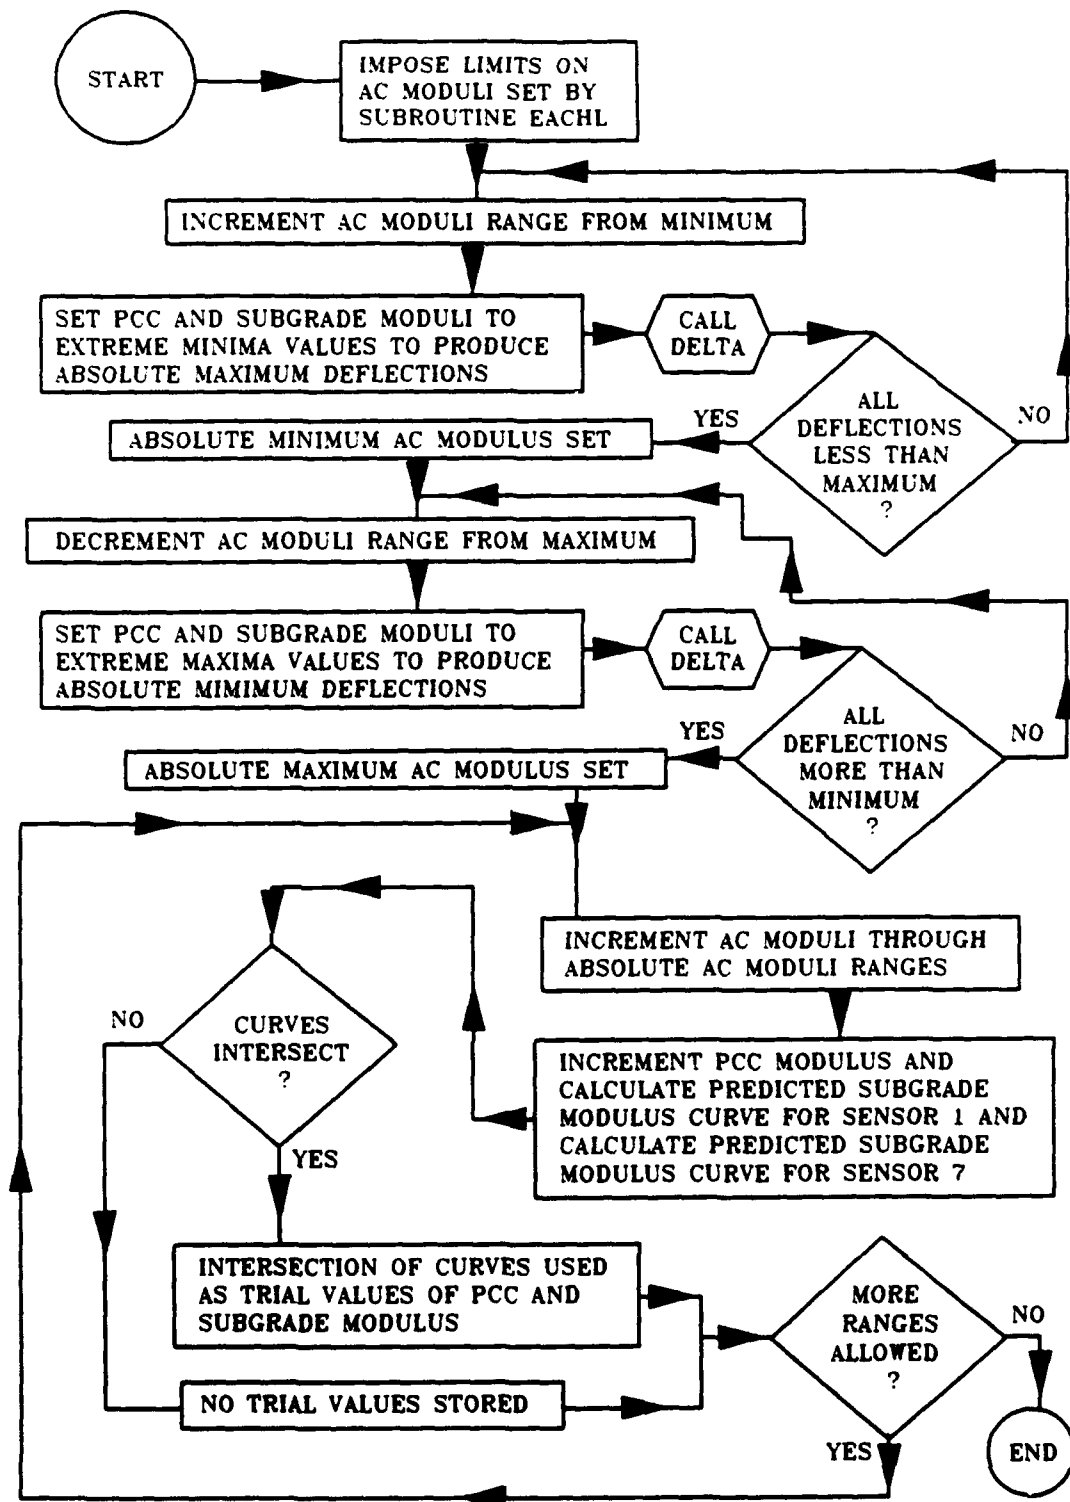 START
IMPOSE LIMITS ON
AC MODULI SET BY
SUBROUTINE EACHL
INCREMENT AC MODULI RANGE FROM MINIMUM
SET PCC AND SUBGRADE MODULI TO
EXTREME MINIMA VALUES TO PRODUCE
ABSOLUTE MAXIMUM DEFLECTIONS
CALL
DELTA
ALL
DEFLECTIONS
LESS THAN
MAXIMUM
?
NO
YES
ABSOLUTE MINIMUM AC MODULUS SET
DECREMENT AC MODULI RANGE FROM MAXIMUM
SET PCC AND SUBGRADE MODULI TO
EXTREME MAXIMA VALUES TO PRODUCE
ABSOLUTE MIMIMUM DEFLECTIONS
CALL
DELTA
ALL
DEFLECTIONS
MORE THAN
MINIMUM
?
NO
YES
ABSOLUTE MAXIMUM AC MODULUS SET
INCREMENT AC MODULI THROUGH
ABSOLUTE AC MODULI RANGES
INCREMENT PCC MODULUS AND
CALCULATE PREDICTED SUBGRADE
MODULUS CURVE FOR SENSOR 1 AND
CALCULATE PREDICTED SUBGRADE
MODULUS CURVE FOR SENSOR 7
CURVES
INTERSECT
?
NO
YES
INTERSECTION OF CURVES USED
AS TRIAL VALUES OF PCC AND
SUBGRADE MODULUS
NO TRIAL VALUES STORED
MORE
RANGES
ALLOWED
?
NO
YES
END